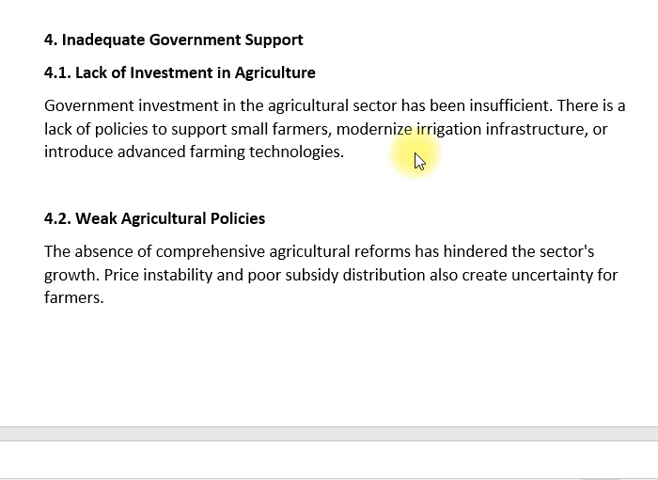 4. Inadequate Government Support
4.1. Lack of Investment in Agriculture
Government investment in the agricultural sector has been insufficient. There is a
lack of policies to support small farmers, modernize irrigation infrastructure, or
introduce advanced farming technologies.
4.2. Weak Agricultural Policies
The absence of comprehensive agricultural reforms has hindered the sector's
growth. Price instability and poor subsidy distribution also create uncertainty for
farmers.